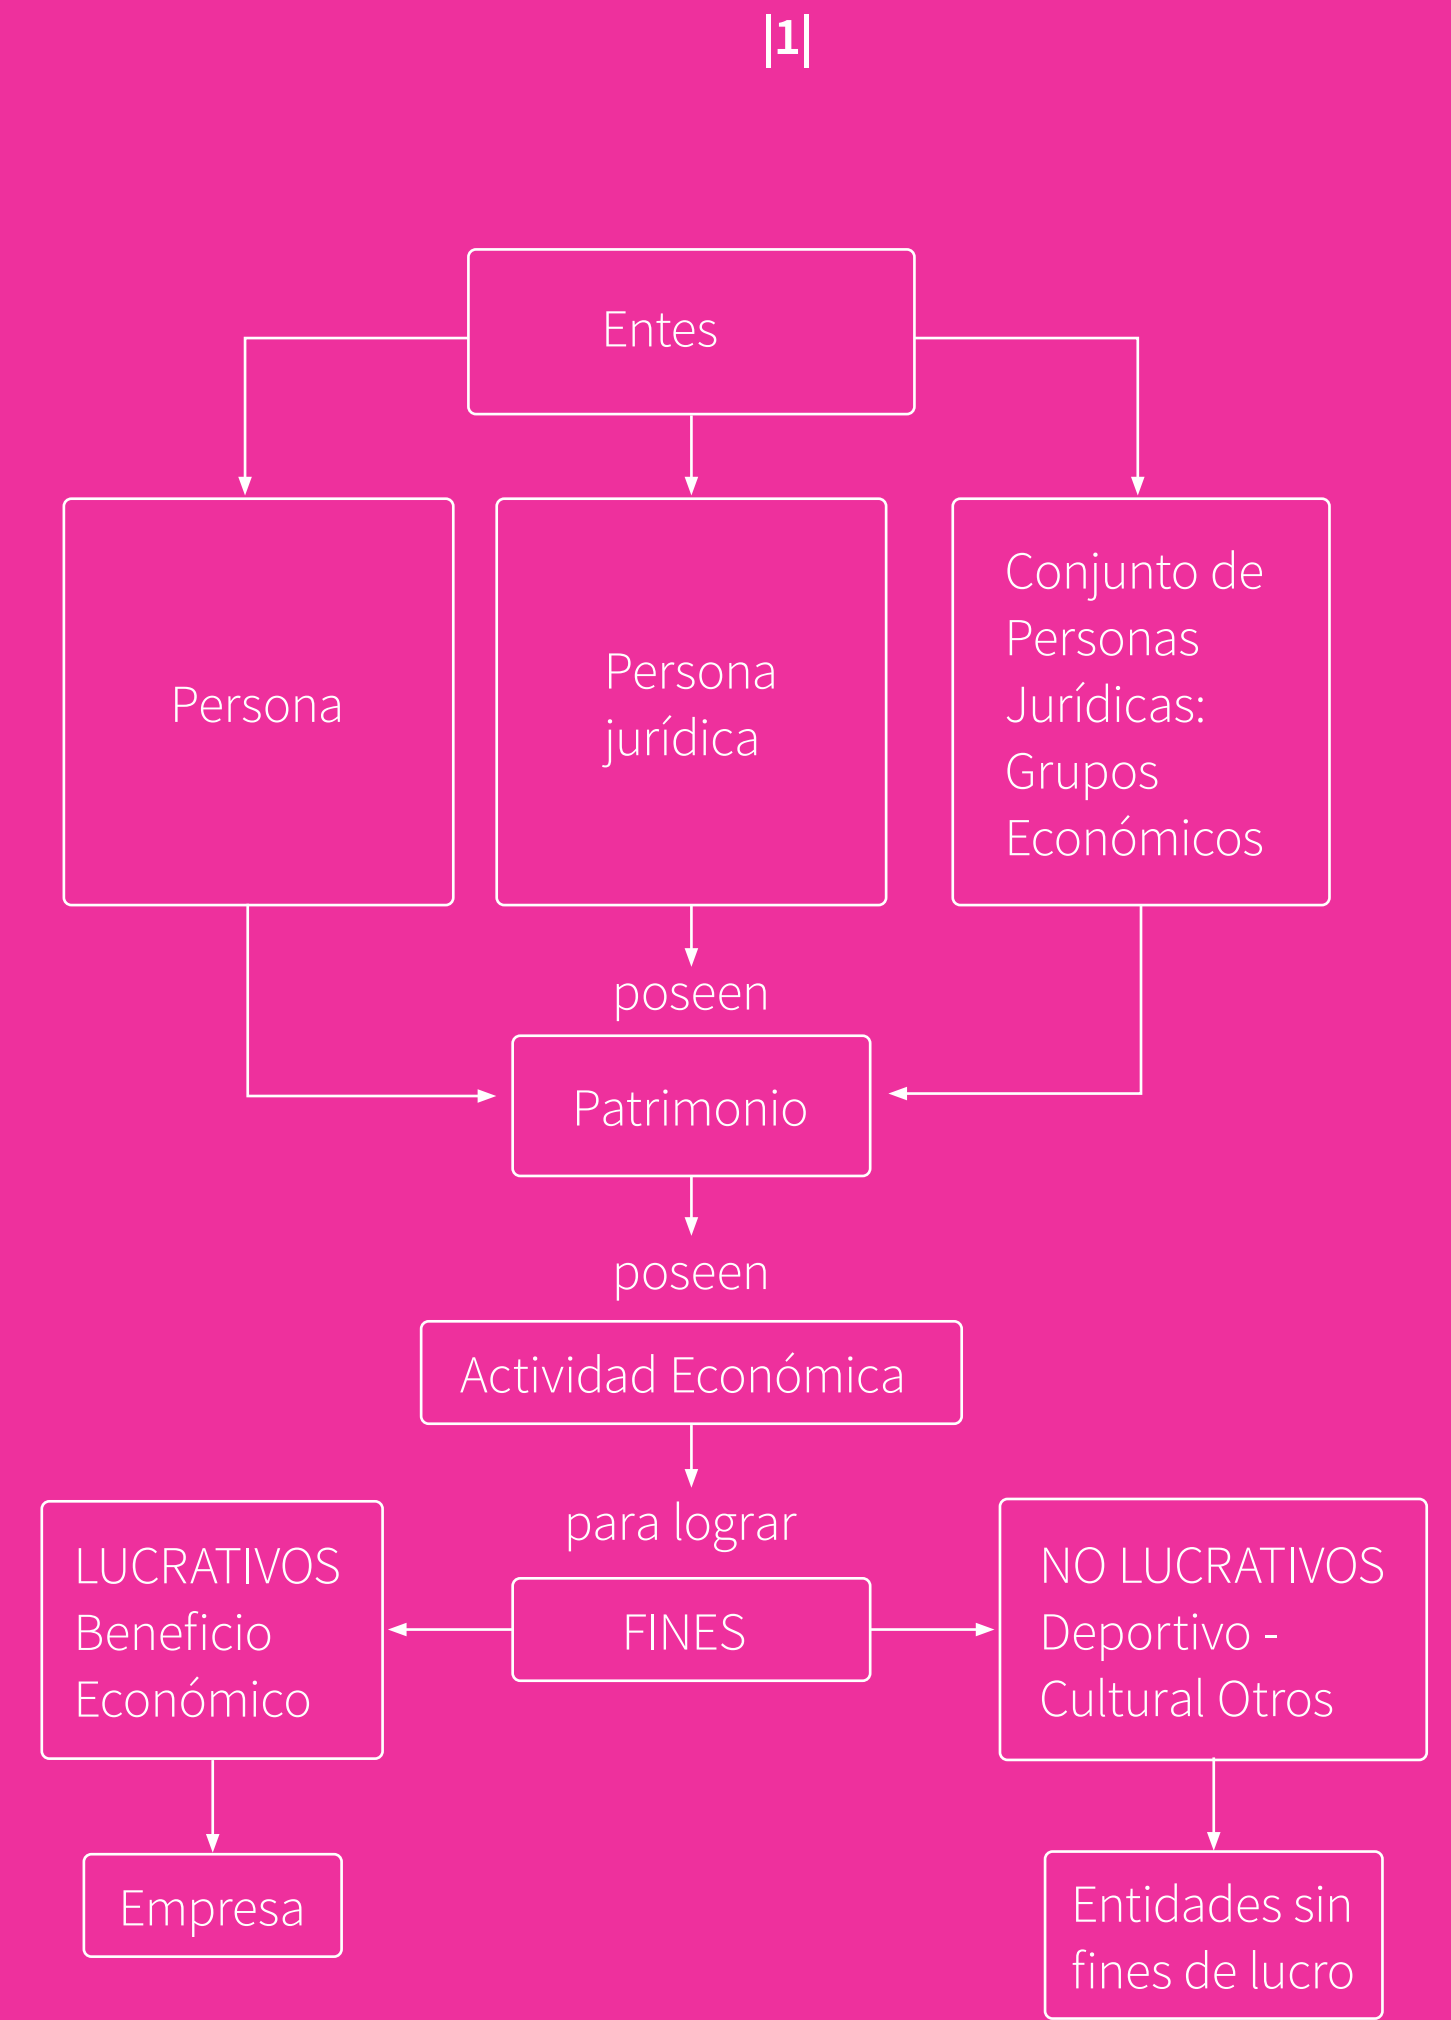 |1|
Entes
Persona
Persona
jurídica
Conjunto de
Personas
Jurídicas:
Grupos
Económicos
poseen
Patrimonio
poseen
Actividad Económica
para lograr
FINES
LUCRATIVOS
Beneficio
Económico
NO LUCRATIVOS
Deportivo -
Cultural Otros
Empresa
Entidades sin
fines de lucro